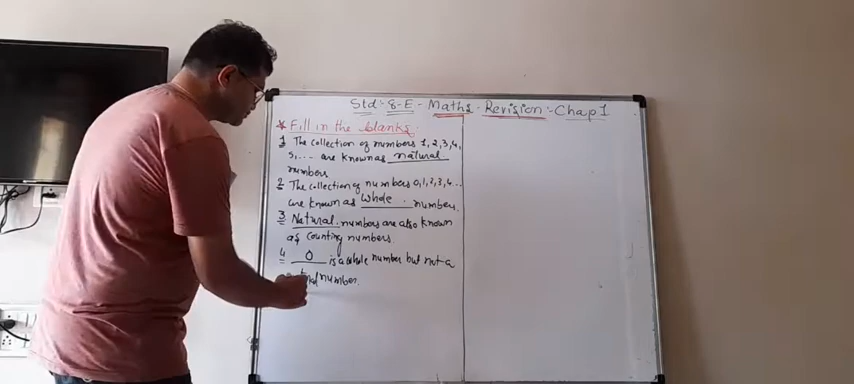 Std:- 8-E - Maths - Revision :- Chap 1
* Fill in the blanks
1 The collection of numbers 1, 2, 3, 4,
5, ... are known as natural
numbers
2 The collection of numbers 0, 1, 2, 3, 4 ...
are known as whole numbers.
3 Natural numbers are also known
as counting numbers.
4 0 is a whole number but not a
number.